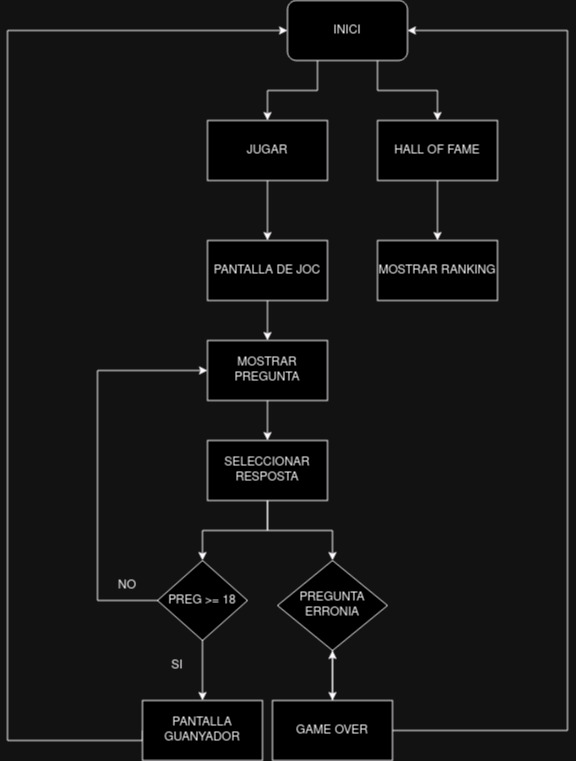 INICI
JUGAR
HALL OF FAME
PANTALLA DE JOC
MOSTRAR RANKING
MOSTRAR
PREGUNTA
SELECCIONAR
RESPOSTA
NO
PREG >= 18
PREGUNTA
ERRONIA
SI
PANTALLA
GUANYADOR
GAME OVER